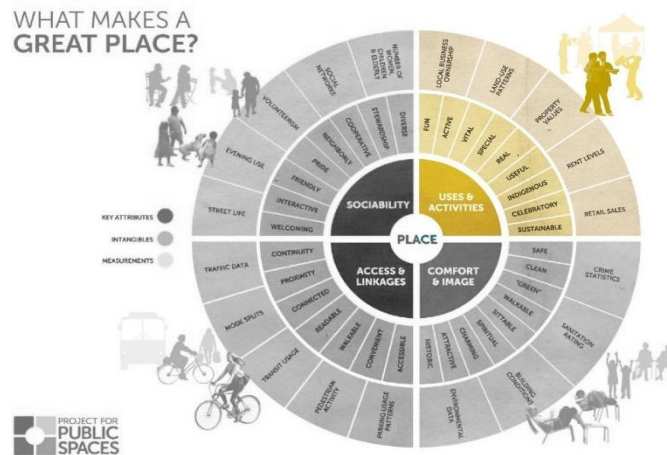 WHAT MAKES A
GREAT PLACE?
KEY ATTRIBUTES
INTANGIBLES
MEASUREMENTS
PLACE
SOCIABILITY
DIVERSE
STEWARDSHIP
COOPERATIVE
NEIGHBORLY
PRIDE
FRIENDLY
INTERACTIVE
WELCOMING
NUMBER OF
WOMEN,
CHILDREN
& ELDERLY
SOCIAL
NETWORKS
VOLUNTEERISM
EVENING USE
STREET LIFE
USES &
ACTIVITIES
FUN
ACTIVE
VITAL
SPECIAL
REAL
USEFUL
INDIGENOUS
CELEBRATORY
SUSTAINABLE
LOCAL BUSINESS
OWNERSHIP
LAND-USE
PATTERNS
PROPERTY
VALUES
RENT LEVELS
RETAIL SALES
ACCESS &
LINKAGES
CONTINUITY
PROXIMITY
CONNECTED
READABLE
WALKABLE
CONVENIENT
ACCESSIBLE
TRAFFIC DATA
MODE SPLITS
TRANSIT USAGE
PEDESTRIAN
ACTIVITY
PARKING USAGE
PATTERNS
COMFORT
& IMAGE
SAFE
CLEAN
"GREEN"
WALKABLE
SITTABLE
SPIRITUAL
CHARMING
ATTRACTIVE
HISTORIC
CRIME
STATISTICS
SANITATION
RATING
BUILDING
CONDITIONS
ENVIRONMENTAL
DATA
PROJECT FOR
PUBLIC
SPACES